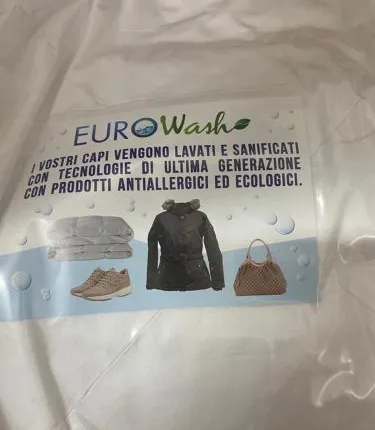 EUROWash
I VOSTRI CAPI VENGONO LAVATI E SANIFICATI
CON TECNOLOGIE DI ULTIMA GENERAZIONE
CON PRODOTTI ANTIALLERGICI ED ECOLOGICI.